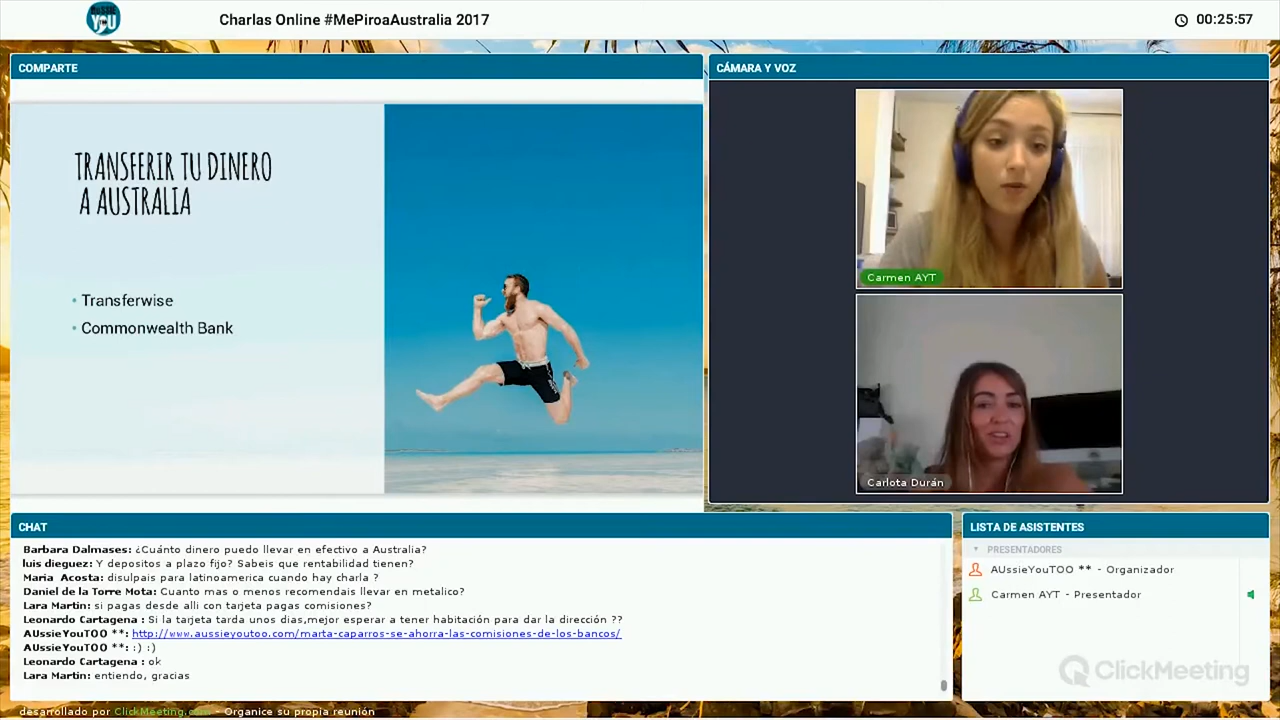 AUSSIE
YOU
Charlas Online #MePiroaAustralia 2017
00:25:57
COMPARTE
CÁMARA Y VOZ
TRANSFERIR TU DINERO
A AUSTRALIA
• Transferwise
• Commonwealth Bank
Carmen AYT
Carlota Durán
CHAT
Barbara Dalmases: ¿Cuánto dinero puedo llevar en efectivo a Australia?
luis dieguez: Y depositos a plazo fijo? Sabeis que rentabilidad tienen?
Maria Acosta: disulpais para latinoamerica cuando hay charla ?
Daniel de la Torre Mota: Cuanto mas o menos recomendais llevar en metalico?
Lara Martin: si pagas desde alli con tarjeta pagas comisiones?
Leonardo Cartagena : Si la tarjeta tarda unos dias,mejor esperar a tener habitación para dar la dirección ??
AUssieYouTOO **: http://www.aussieyoutoo.com/marta-caparros-se-ahorra-las-comisiones-de-los-bancos/
AUssieYouTOO **: :) :)
Leonardo Cartagena : ok
Lara Martin: entiendo, gracias
LISTA DE ASISTENTES
PRESENTADORES
AUssieYouTOO ** - Organizador
Carmen AYT - Presentador
ClickMeeting
desarrollado por ClickMeeting.com - Organice su propia reunión